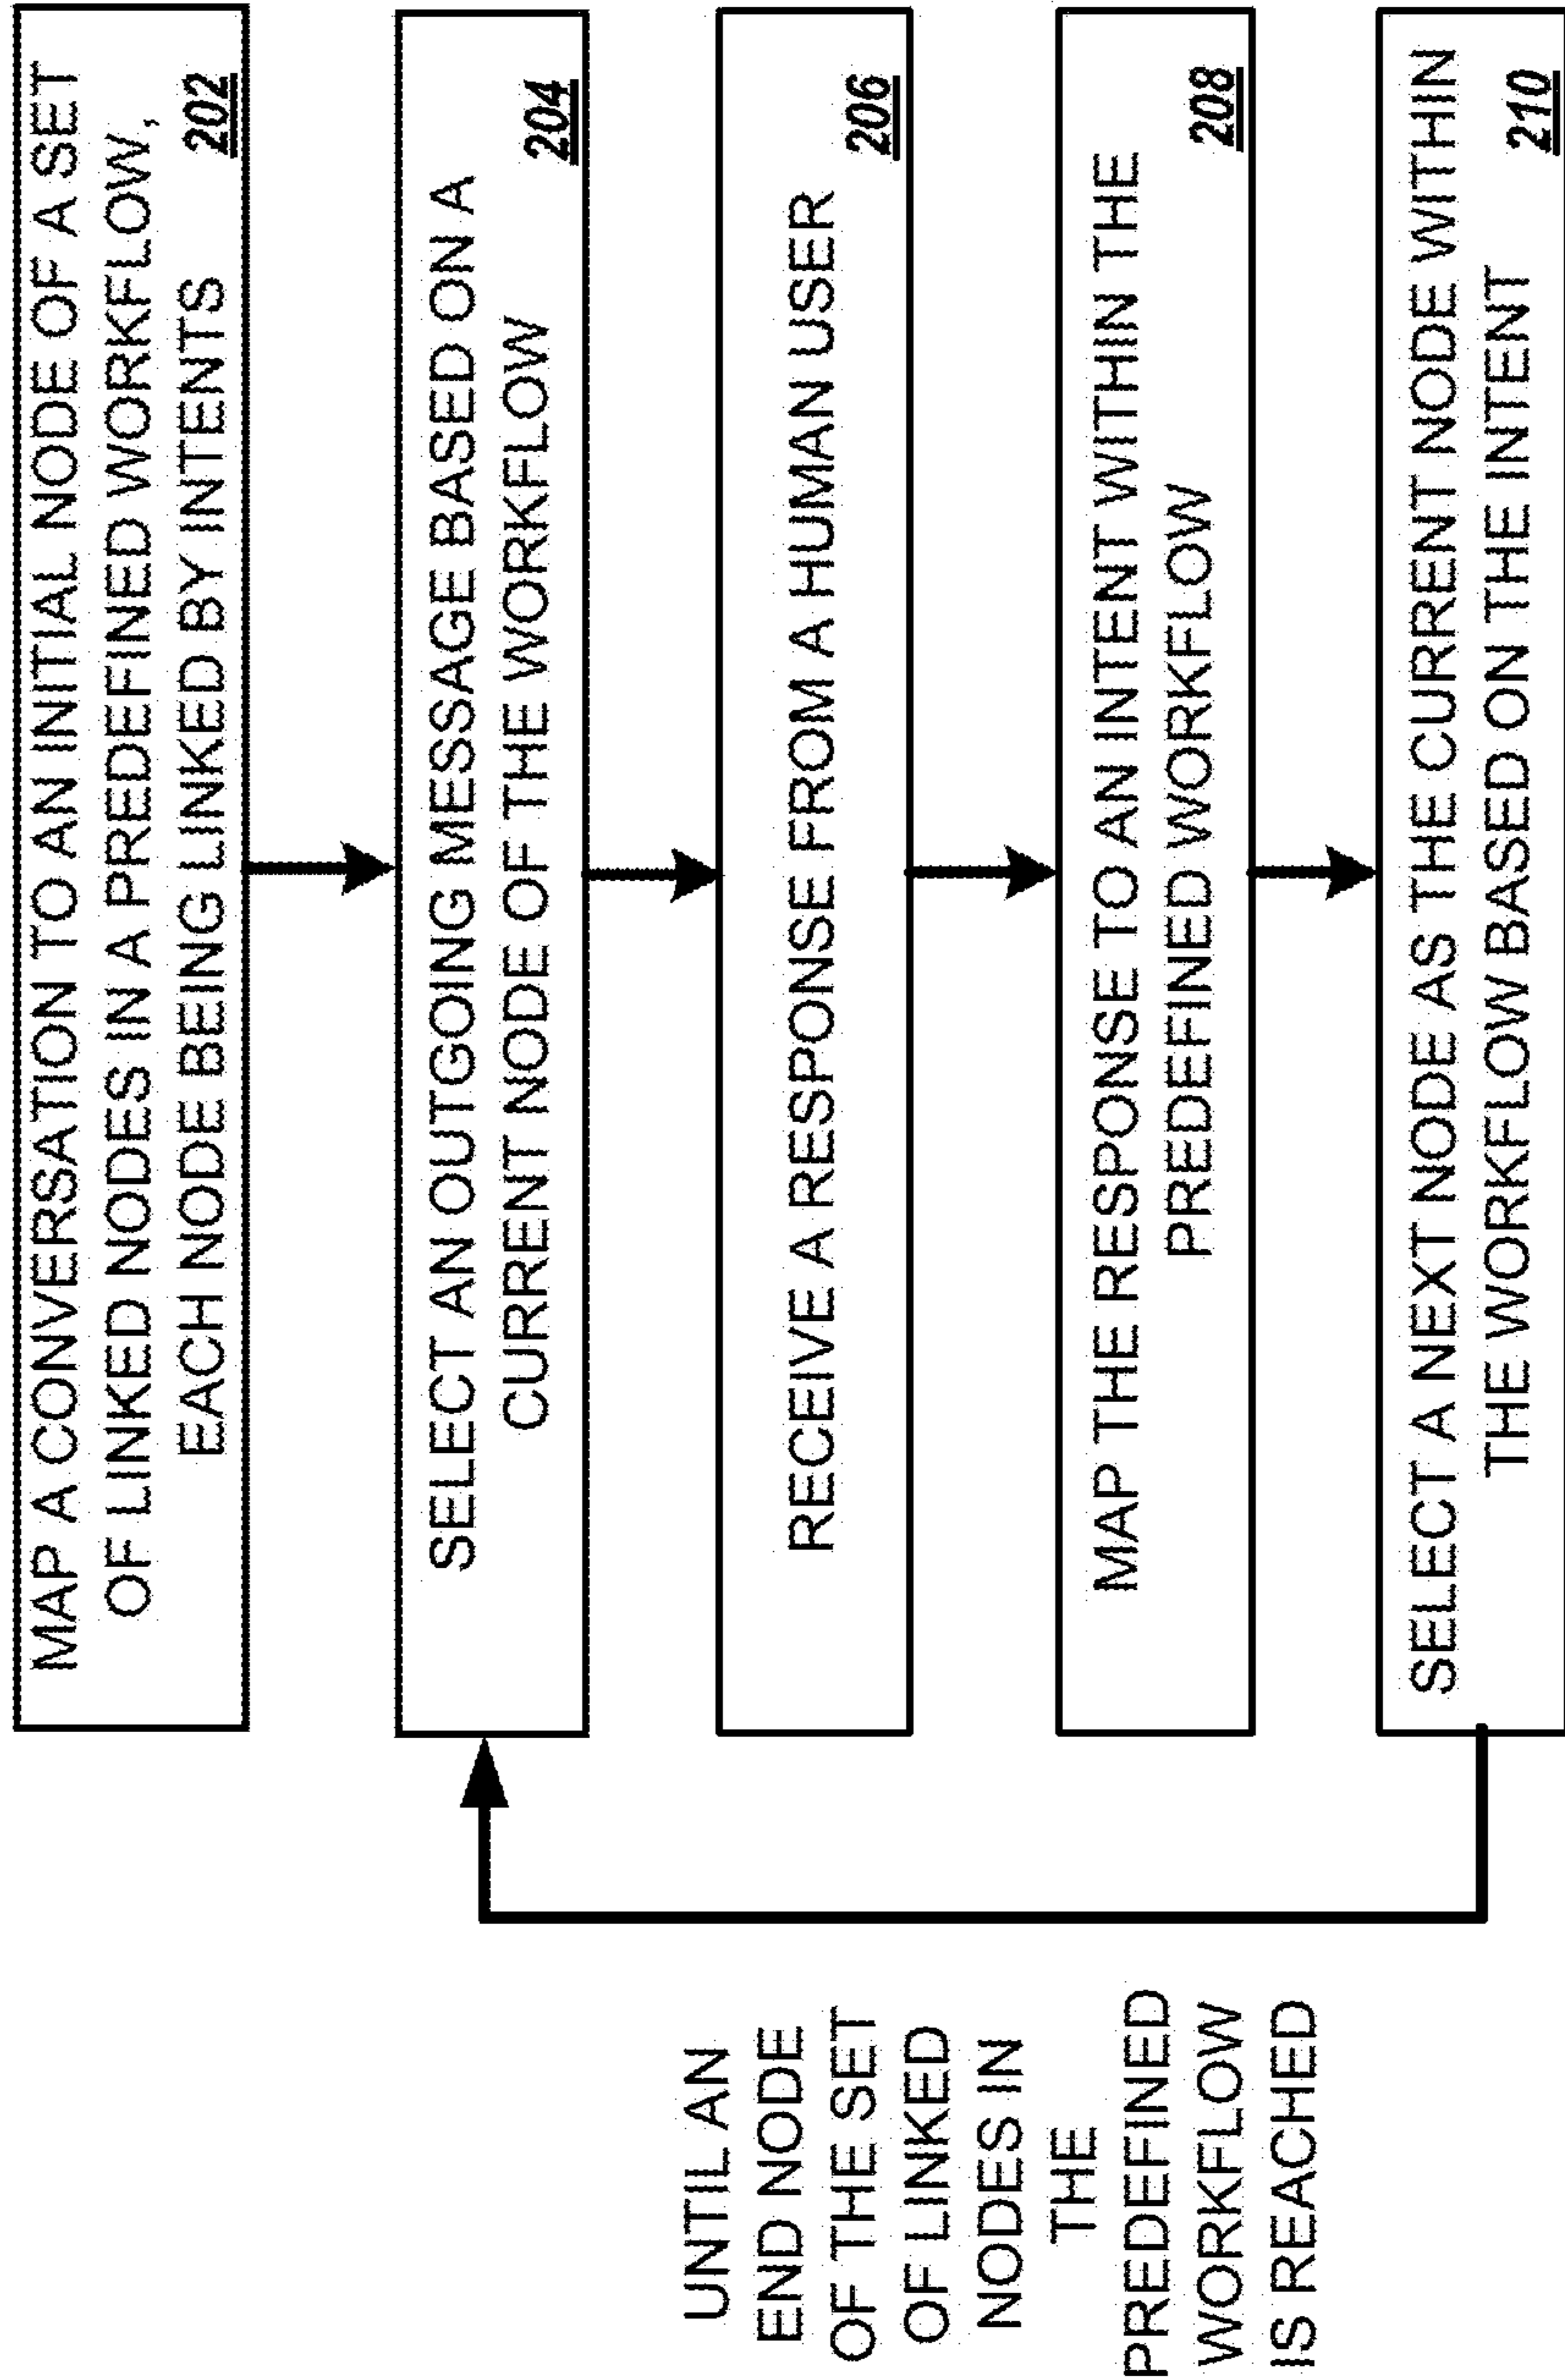 MAP A CONVERSATION TO AN INITIAL NODE OF A SET
OF LINKED NODES IN A PREDEFINED WORKFLOW,
EACH NODE BEING LINKED BY INTENTS 202
SELECT AN OUTGOING MESSAGE BASED ON A
CURRENT NODE OF THE WORKFLOW 204
RECEIVE A RESPONSE FROM A HUMAN USER
206
MAP THE RESPONSE TO AN INTENT WITHIN THE
PREDEFINED WORKFLOW 208
SELECT A NEXT NODE AS THE CURRENT NODE WITHIN
THE WORKFLOW BASED ON THE INTENT 210
UNTIL AN
END NODE
OF THE SET
OF LINKED
NODES IN
THE
PREDEFINED
WORKFLOW
IS REACHED